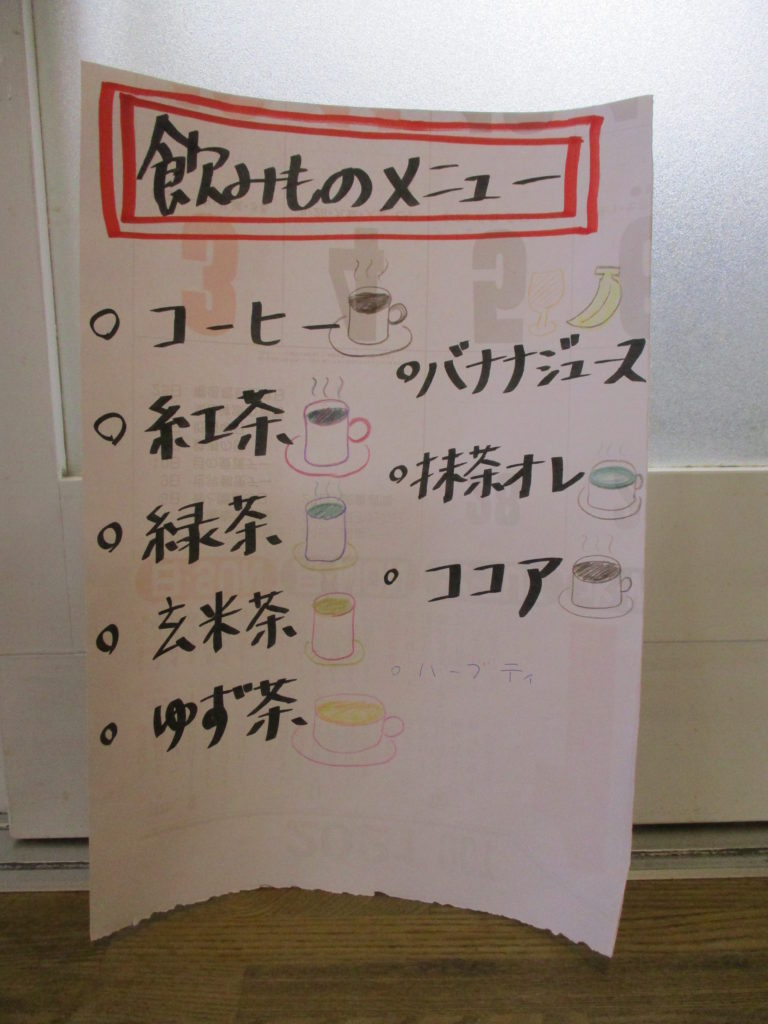 飲みものメニュー
○ コーヒー
○ 紅茶
○ 緑茶
○ 玄米茶
○ ゆず茶
○ バナナジュース
○ 抹茶オレ
○ ココア
○ ハーブティ